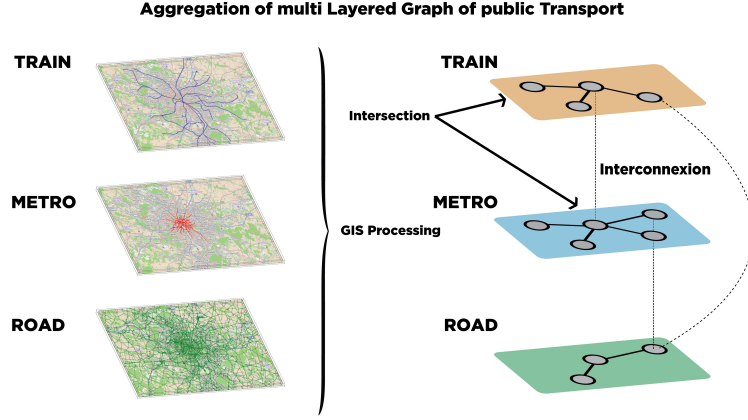 Aggregation of multi Layered Graph of public Transport
TRAIN
TRAIN
Intersection
Interconnexion
METRO
METRO
GIS Processing
ROAD
ROAD